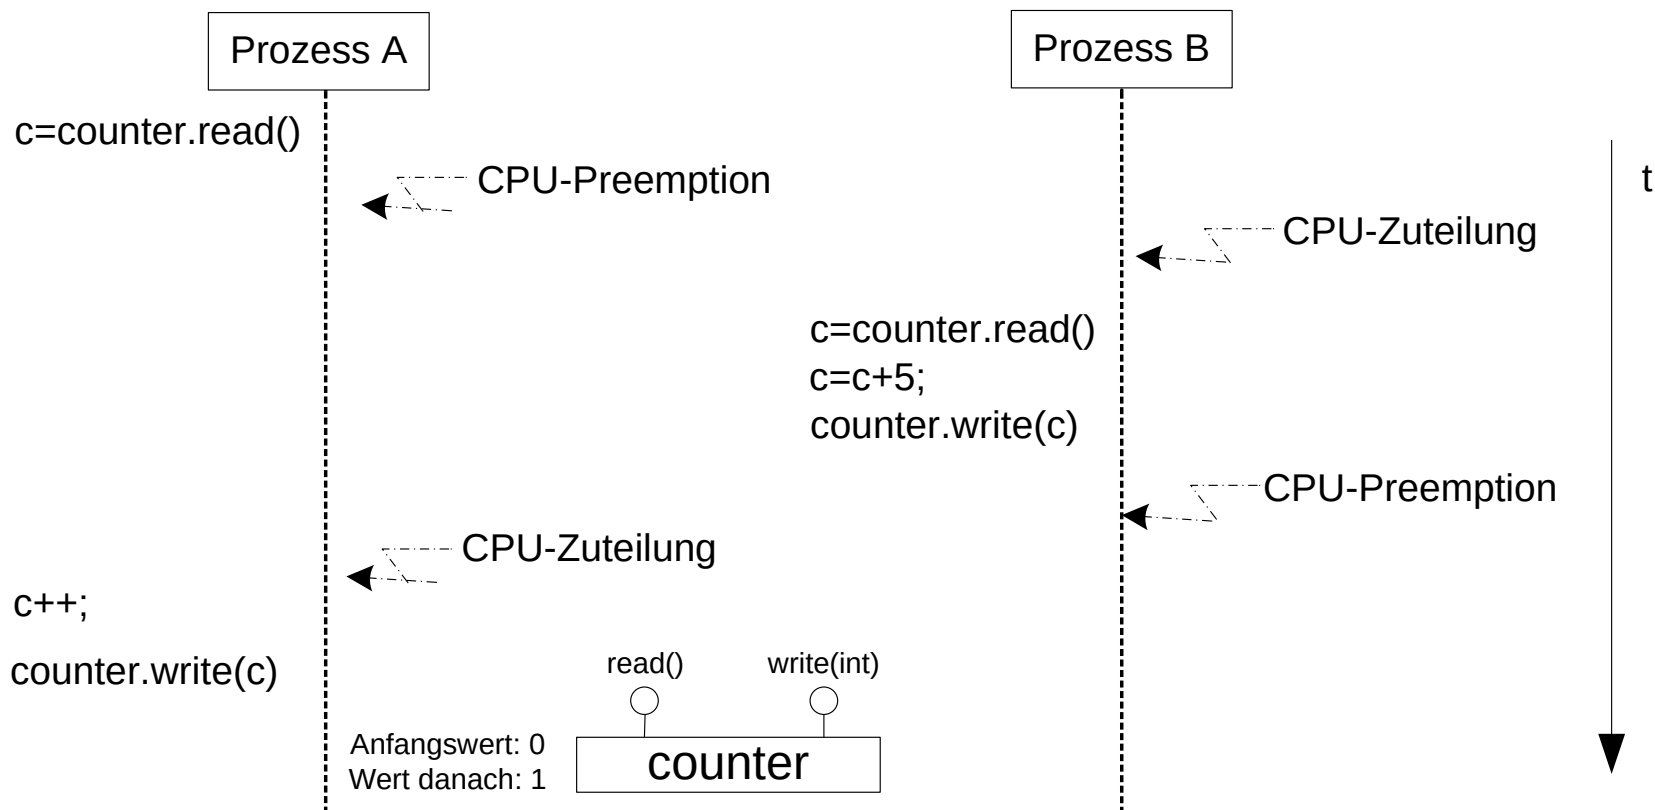 Prozess A
Prozess B
c=counter.read()
CPU-Preemption
t
CPU-Zuteilung
c=counter.read()
c=c+5;
counter.write(c)
CPU-Preemption
CPU-Zuteilung
c++;
counter.write(c)
read()
write(int)
Anfangswert: 0
Wert danach: 1
counter